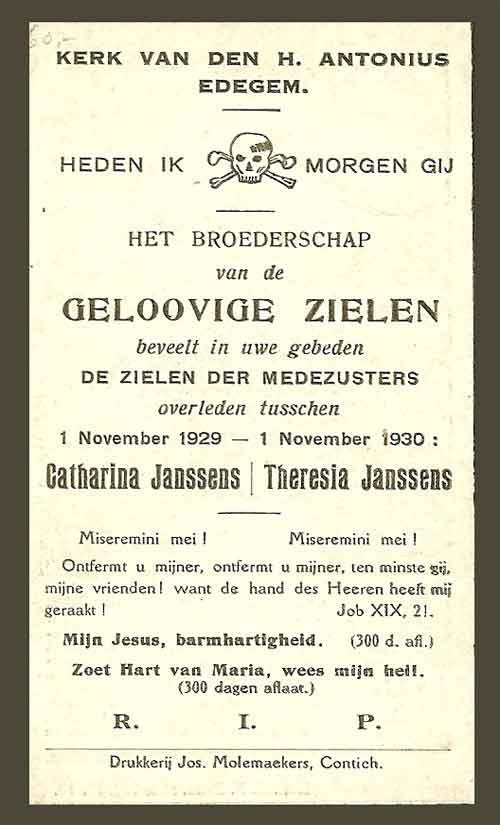 60,-
KERK VAN DEN H. ANTONIUS
EDEGEM.
HEDEN IK MORGEN GIJ
HET BROEDERSCHAP
van de
GELOOVIGE ZIELEN
beveelt in uwe gebeden
DE ZIELEN DER MEDEZUSTERS
overleden tusschen
1 November 1929 — 1 November 1930 :
Catharina Janssens | Theresia Janssens
Miseremini mei ! Miseremini mei !
Ontfermt u mijner, ontfermt u mijner, ten minste gij,
mijne vrienden! want de hand des Heeren heeft mij
geraakt ! Job XIX, 21.
Mijn Jesus, barmhartigheid. (300 d. afl.)
Zoet Hart van Maria, wees mijn heil.
(300 dagen aflaat.)
R. I. P.
Drukkerij Jos. Molemaekers, Contich.